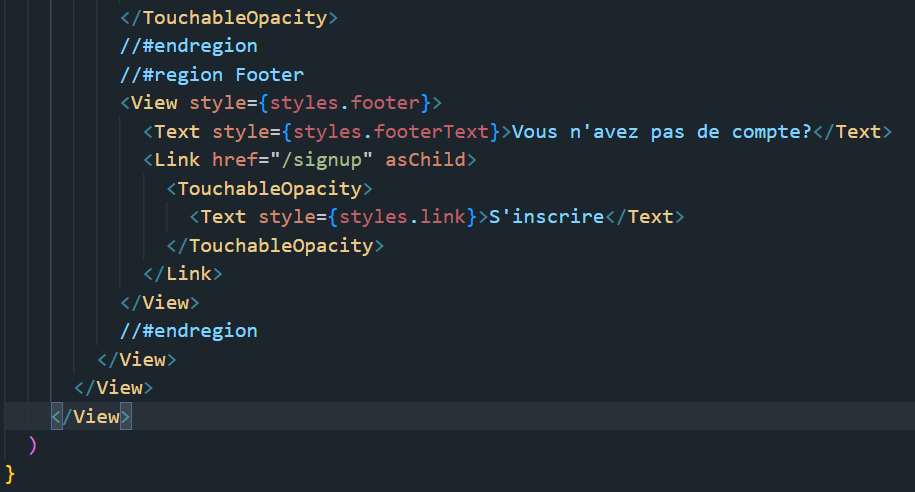 </TouchableOpacity>
//#endregion
//#region Footer
<View style={styles.footer}>
<Text style={styles.footerText}>Vous n'avez pas de compte?</Text>
<Link href="/signup" asChild>
<TouchableOpacity>
<Text style={styles.link}>S'inscrire</Text>
</TouchableOpacity>
</Link>
</View>
//#endregion
</View>
</View>
</View>
)
}